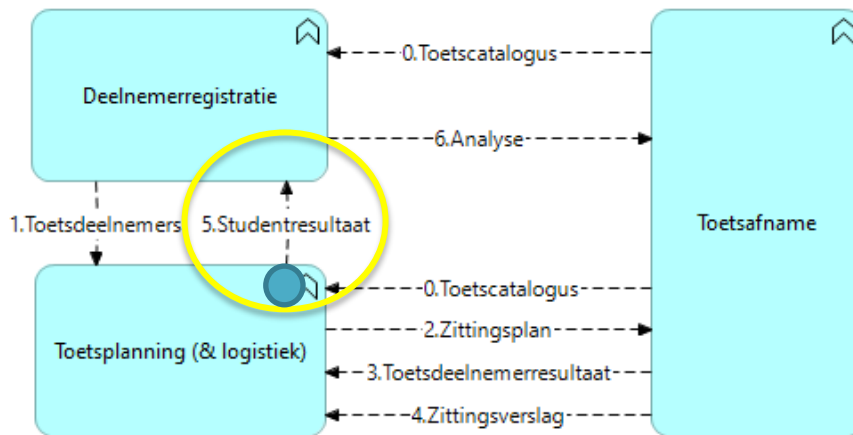 0.Toetscatalogus
Deelnemerregistratie
6.Analyse
1.Toetsdeelnemers
5.Studentresultaat
Toetsafname
0.Toetscatalogus
2.Zittingsplan
Toetsplanning (& logistiek)
3.Toetsdeelnemerresultaat
4.Zittingsverslag